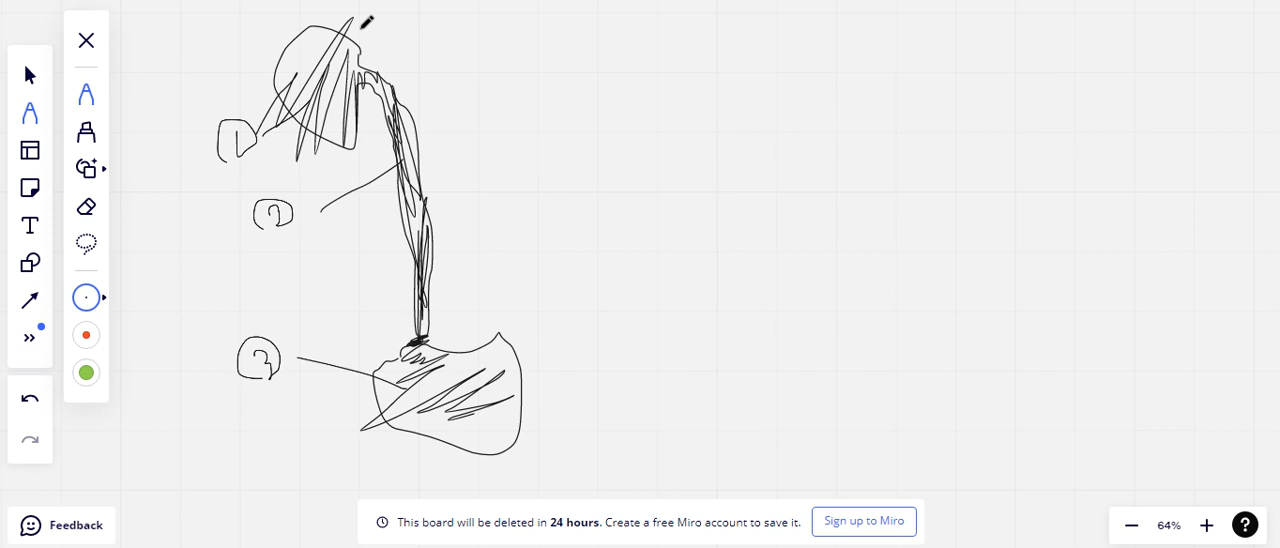 1
2
3
T
Feedback
This board will be deleted in 24 hours. Create a free Miro account to save it.
Sign up to Miro
64%
?